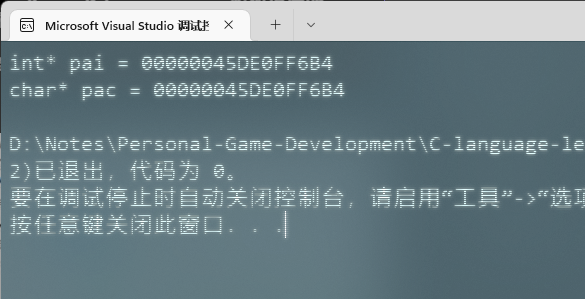 Microsoft Visual Studio 调试控
int* pai = 00000045DE0FF6B4
char* pac = 00000045DE0FF6B4
D:\Notes\Personal-Game-Development\C-language-le
2)已退出，代码为 0。
要在调试停止时自动关闭控制台，请启用“工具”->“选项
按任意键关闭此窗口. . .